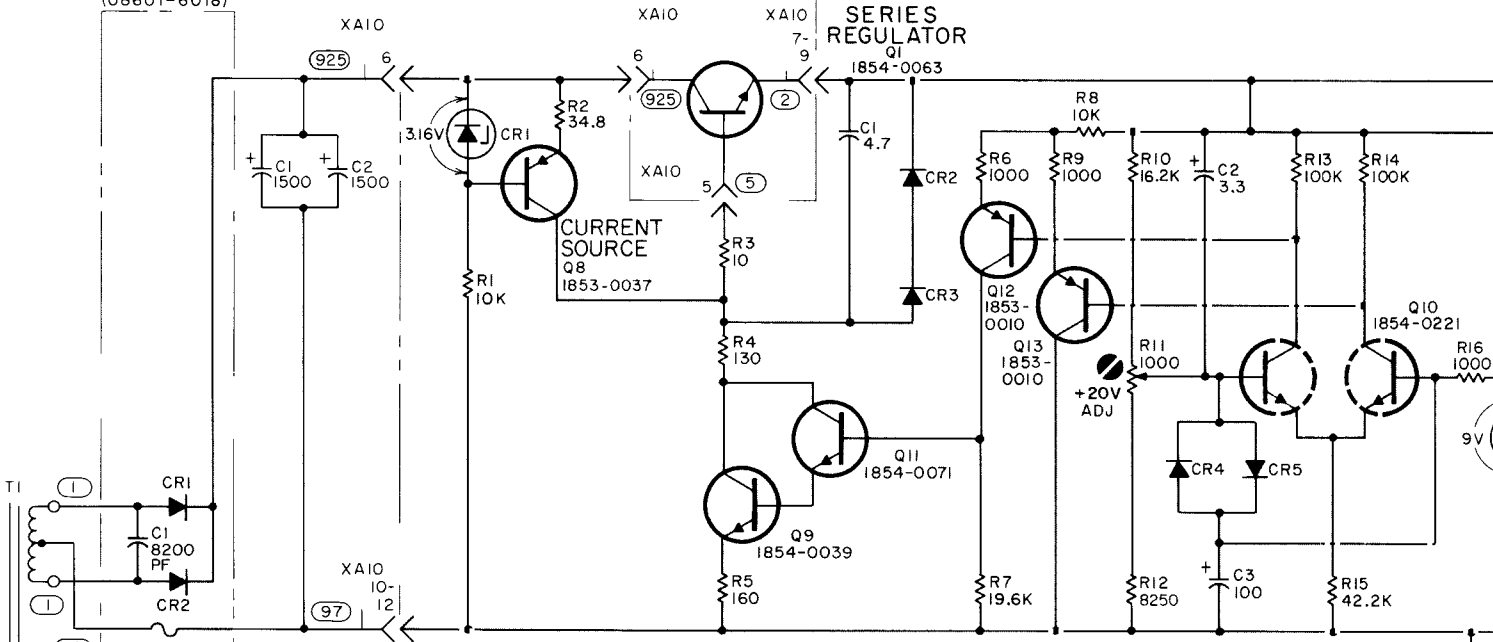 (08601-6018)
XA10
925
6
XA10
6
925
XA10
7-
9
2
SERIES
REGULATOR
Q1
1854-0063
+
C1
1500
+
C2
1500
3.16V
CR1
R2
34.8
XA10
5
5
C1
4.7
CR2
CR3
R6
1000
R9
1000
R8
10K
R10
16.2K
+
C2
3.3
R13
100K
R14
100K
CURRENT
SOURCE
Q8
1853-0037
R1
10K
R3
10
R4
130
Q12
1853-
0010
Q13
1853-
0010
R11
1000
+20V
ADJ
Q10
1854-0221
R16
1000
9V
CR4
CR5
Q11
1854-0071
Q9
1854-0039
T1
1
CR1
C1
8200
PF
CR2
1
XA10
10-
12
97
R5
160
R7
19.6K
R12
8250
+
C3
100
R15
42.2K